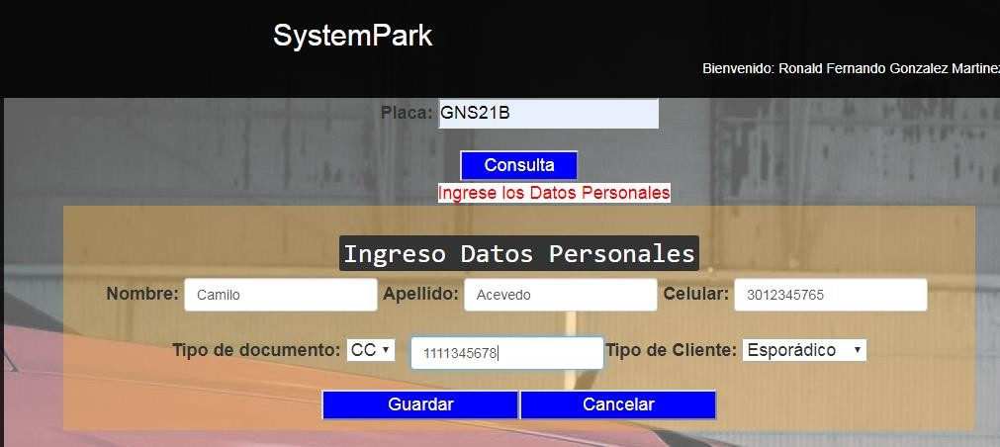 SystemPark
Bienvenido: Ronald Fernando Gonzalez Martinez
Placa: GNS21B
Consulta
Ingrese los Datos Personales
Ingreso Datos Personales
Nombre: Camilo Apellido: Acevedo Celular: 3012345765
Tipo de documento: CC 1111345678 Tipo de Cliente: Esporádico
Guardar Cancelar